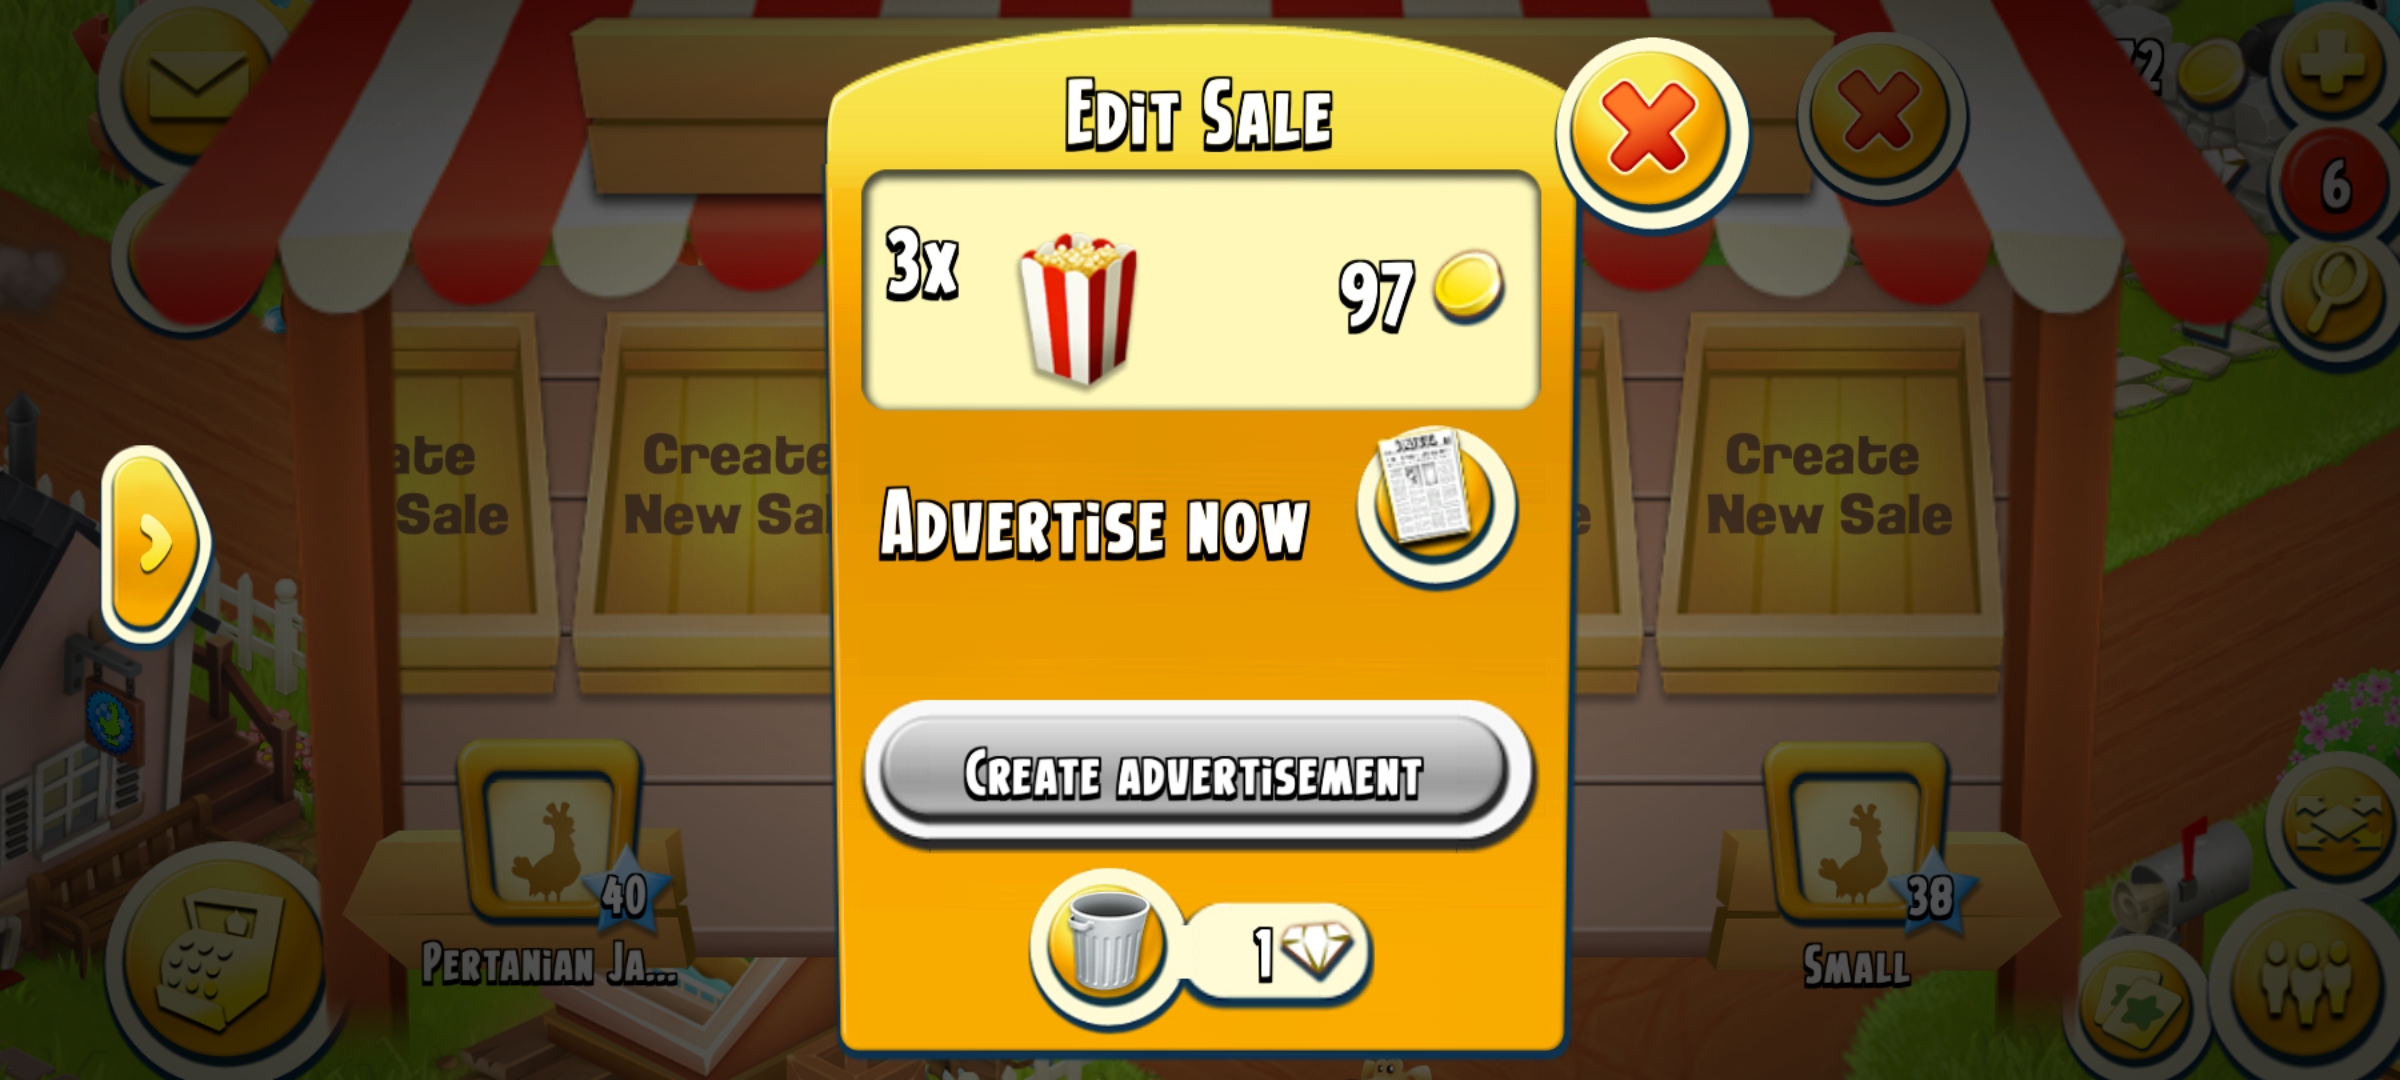 Edit Sale
3x
97
Advertise now
Create advertisement
1
ate
Sale
Create
New Sal
e
Create
New Sale
6
40
Pertanian Ja...
38
Small